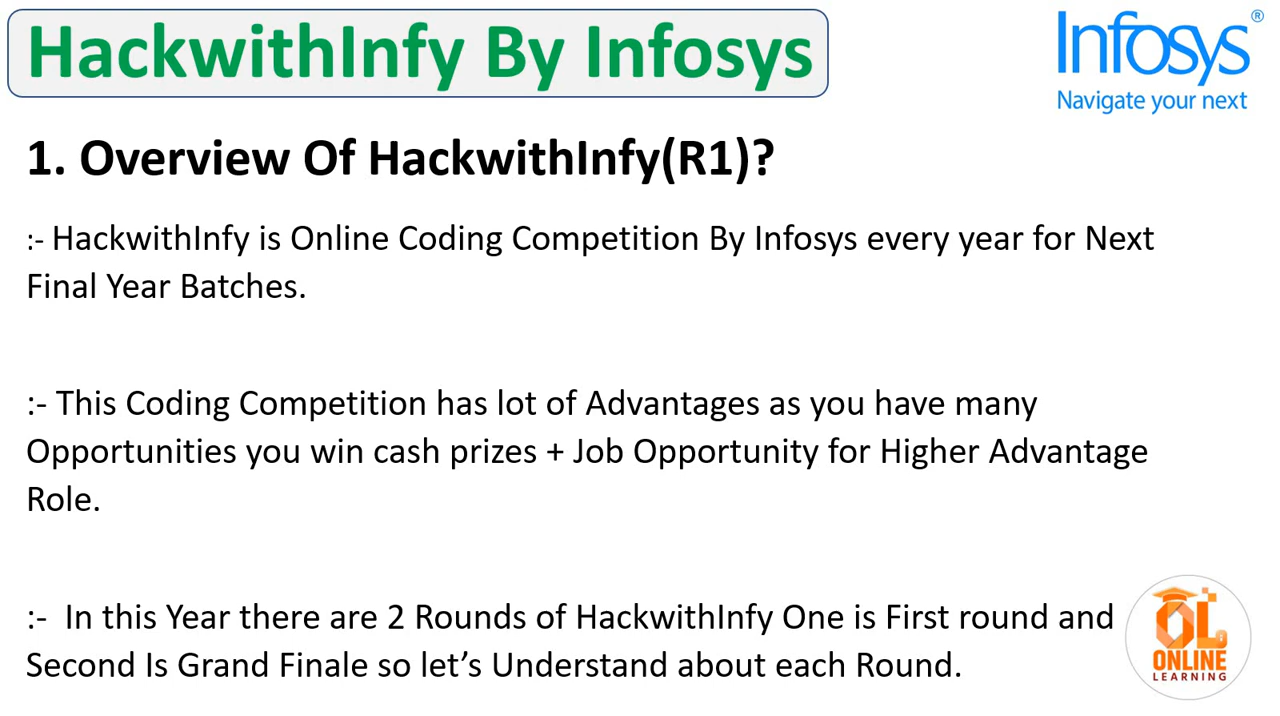 HackwithInfy By Infosys
Infosys®
Navigate your next
1. Overview Of HackwithInfy(R1)?
:- HackwithInfy is Online Coding Competition By Infosys every year for Next
Final Year Batches.
:- This Coding Competition has lot of Advantages as you have many
Opportunities you win cash prizes + Job Opportunity for Higher Advantage
Role.
:-  In this Year there are 2 Rounds of HackwithInfy One is First round and
Second Is Grand Finale so let’s Understand about each Round.
OL
ONLINE
LEARNING